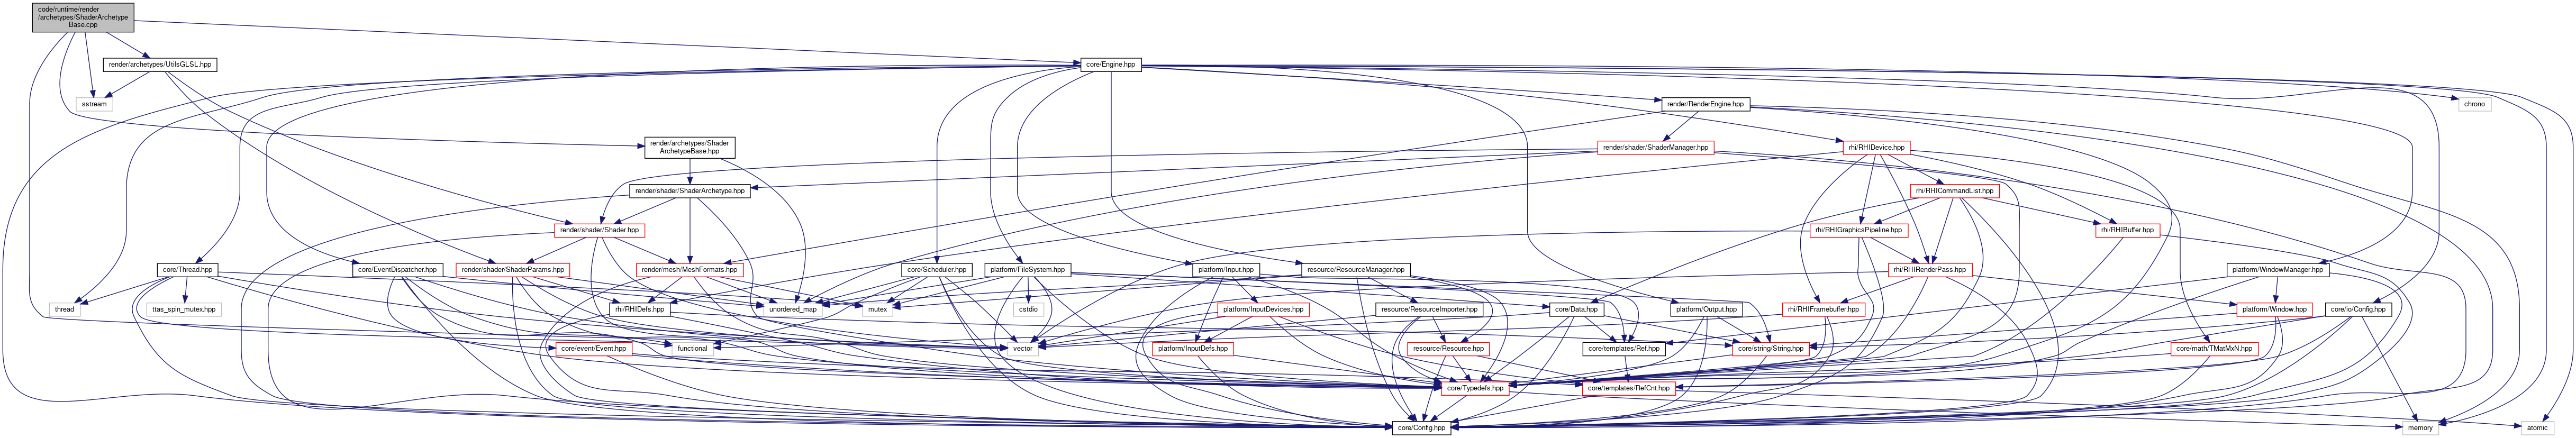 code/runtime/render
/archetypes/ShaderArchetype
Base.cpp
render/archetypes/UtilsGLSL.hpp
core/Engine.hpp
sstream
render/RenderEngine.hpp
chrono
render/archetypes/Shader
ArchetypeBase.hpp
render/shader/ShaderManager.hpp
rhi/RHIDevice.hpp
render/shader/ShaderArchetype.hpp
rhi/RHICommandList.hpp
render/shader/Shader.hpp
rhi/RHIGraphicsPipeline.hpp
rhi/RHIBuffer.hpp
core/Thread.hpp
core/EventDispatcher.hpp
render/shader/ShaderParams.hpp
render/mesh/MeshFormats.hpp
core/Scheduler.hpp
platform/FileSystem.hpp
platform/Input.hpp
resource/ResourceManager.hpp
rhi/RHIRenderPass.hpp
platform/WindowManager.hpp
thread
ttas_spin_mutex.hpp
rhi/RHIDefs.hpp
unordered_map
mutex
cstdio
platform/InputDevices.hpp
resource/ResourceImporter.hpp
core/Data.hpp
platform/Output.hpp
rhi/RHIFramebuffer.hpp
platform/Window.hpp
core/io/Config.hpp
core/event/Event.hpp
functional
vector
platform/InputDefs.hpp
resource/Resource.hpp
core/templates/Ref.hpp
core/string/String.hpp
core/math/TMatMxN.hpp
core/Typedefs.hpp
core/templates/RefCnt.hpp
core/Config.hpp
memory
atomic